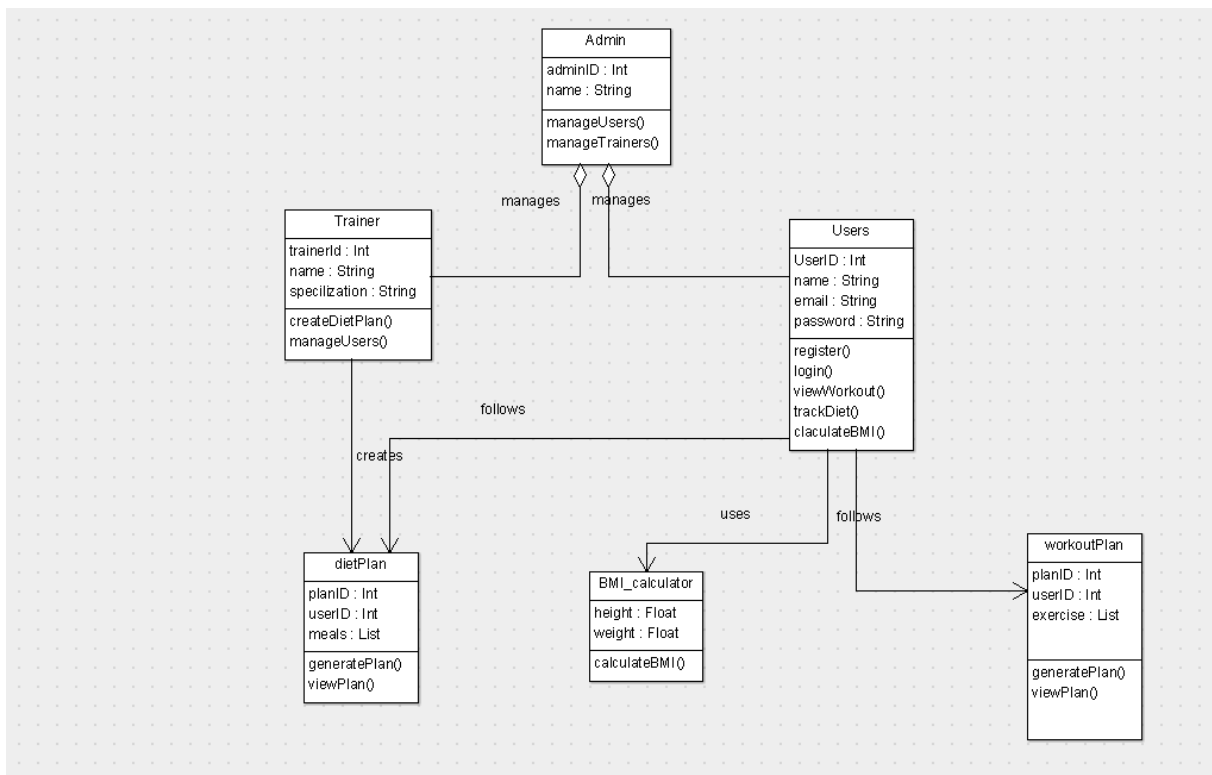 Admin
adminID : Int
name : String
manageUsers()
manageTrainers()
manages
manages
Trainer
trainerId : Int
name : String
specilization : String
createDietPlan()
manageUsers()
Users
UserID : Int
name : String
email : String
password : String
register()
login()
viewWorkout()
trackDiet()
claculateBMI()
follows
creates
uses
follows
dietPlan
planID : Int
userID : Int
meals : List
generatePlan()
viewPlan()
BMI_calculator
height : Float
weight : Float
calculateBMI()
workoutPlan
planID : Int
userID : Int
exercise : List
generatePlan()
viewPlan()